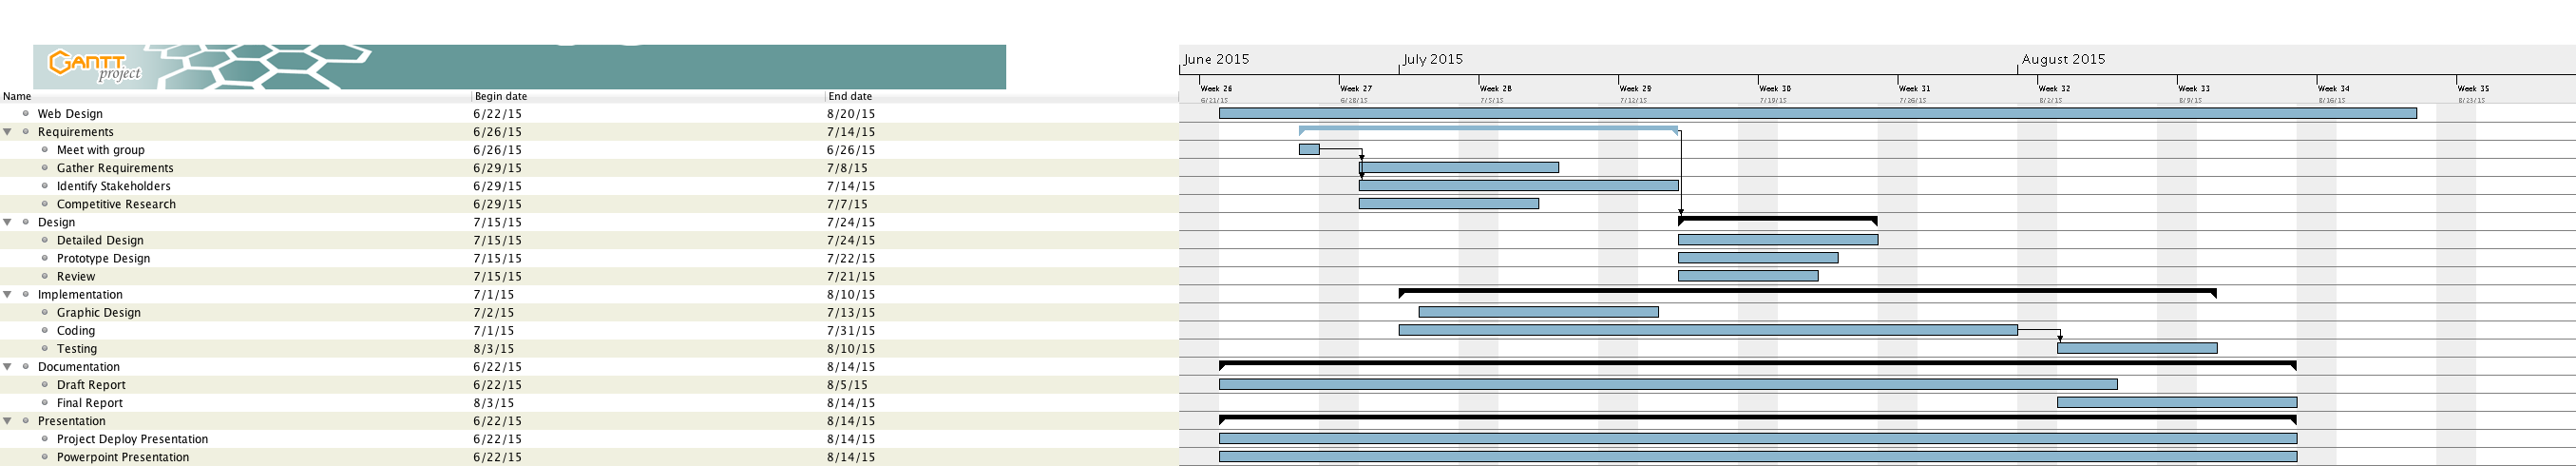 GANTT
project
June 2015 July 2015 August 2015
Week 26 Week 27 Week 28 Week 29 Week 30 Week 31 Week 32 Week 33 Week 34 Week 35
Name Begin date End date 6/21/15 6/28/15 7/5/15 7/12/15 7/19/15 7/26/15 8/2/15 8/9/15 8/16/15 8/23/15
Web Design 6/22/15 8/20/15
Requirements 6/26/15 7/14/15
Meet with group 6/26/15 6/26/15
Gather Requirements 6/29/15 7/8/15
Identify Stakeholders 6/29/15 7/14/15
Competitive Research 6/29/15 7/7/15
Design 7/15/15 7/24/15
Detailed Design 7/15/15 7/24/15
Prototype Design 7/15/15 7/22/15
Review 7/15/15 7/21/15
Implementation 7/1/15 8/10/15
Graphic Design 7/2/15 7/13/15
Coding 7/1/15 7/31/15
Testing 8/3/15 8/10/15
Documentation 6/22/15 8/14/15
Draft Report 6/22/15 8/5/15
Final Report 8/3/15 8/14/15
Presentation 6/22/15 8/14/15
Project Deploy Presentation 6/22/15 8/14/15
Powerpoint Presentation 6/22/15 8/14/15